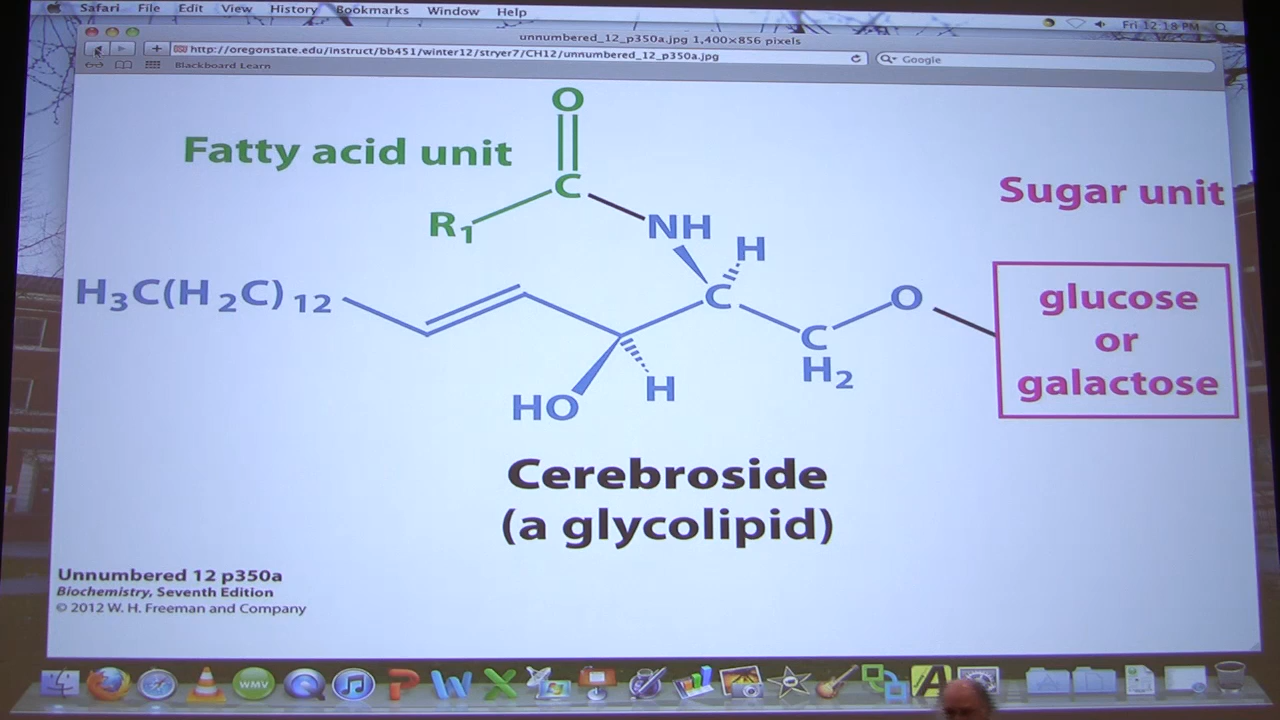 Safari File Edit View History Bookmarks Window Help Fri 12:18 PM
unnumbered_12_p350a.jpg 1,400×856 pixels
http://oregonstate.edu/instruct/bb451/winter12/stryer7/CH12/unnumbered_12_p350a.jpg
Google
Blackboard Learn
O
Fatty acid unit
C
Sugar unit
R₁
NH
H
H₃C(H₂C)₁₂
C
O
glucose
or
galactose
C
H₂
HO
H
Cerebroside
(a glycolipid)
Unnumbered 12 p350a
Biochemistry, Seventh Edition
© 2012 W. H. Freeman and Company
WMV